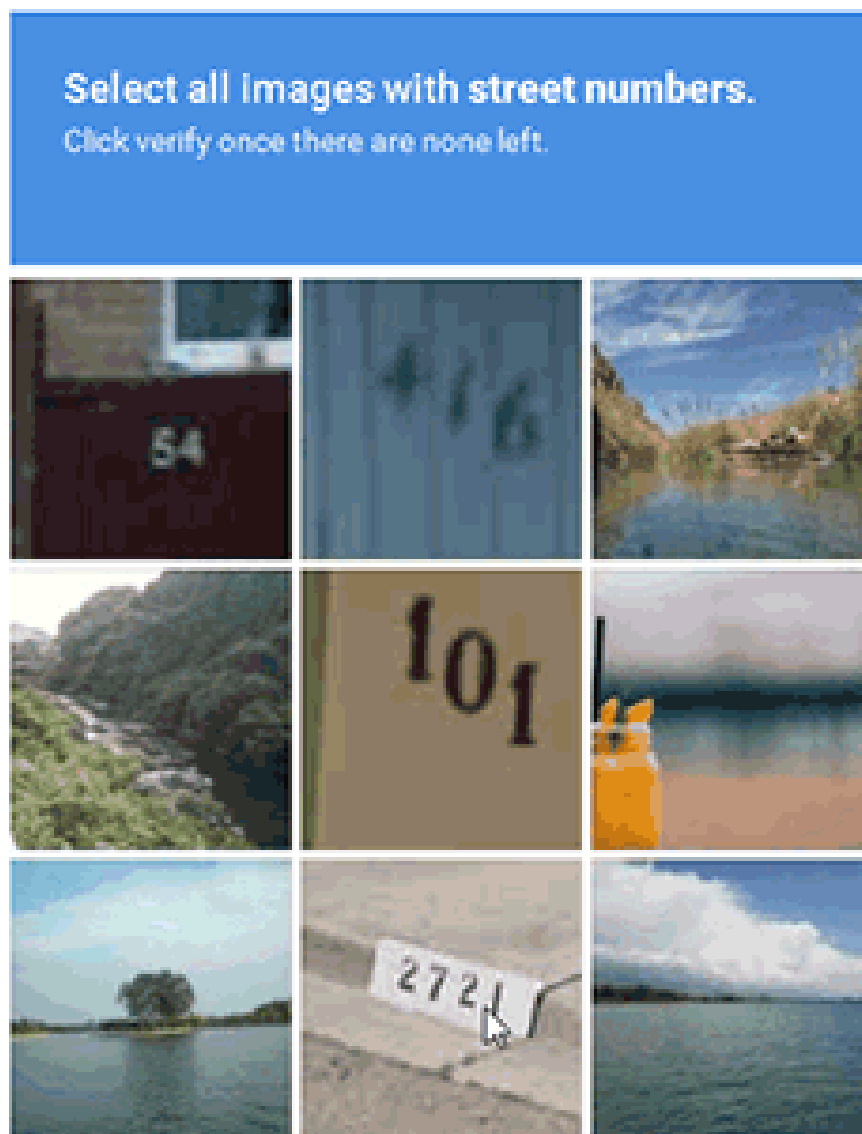 Select all images with street numbers.
Click verify once there are none left.
54
416
101
2721